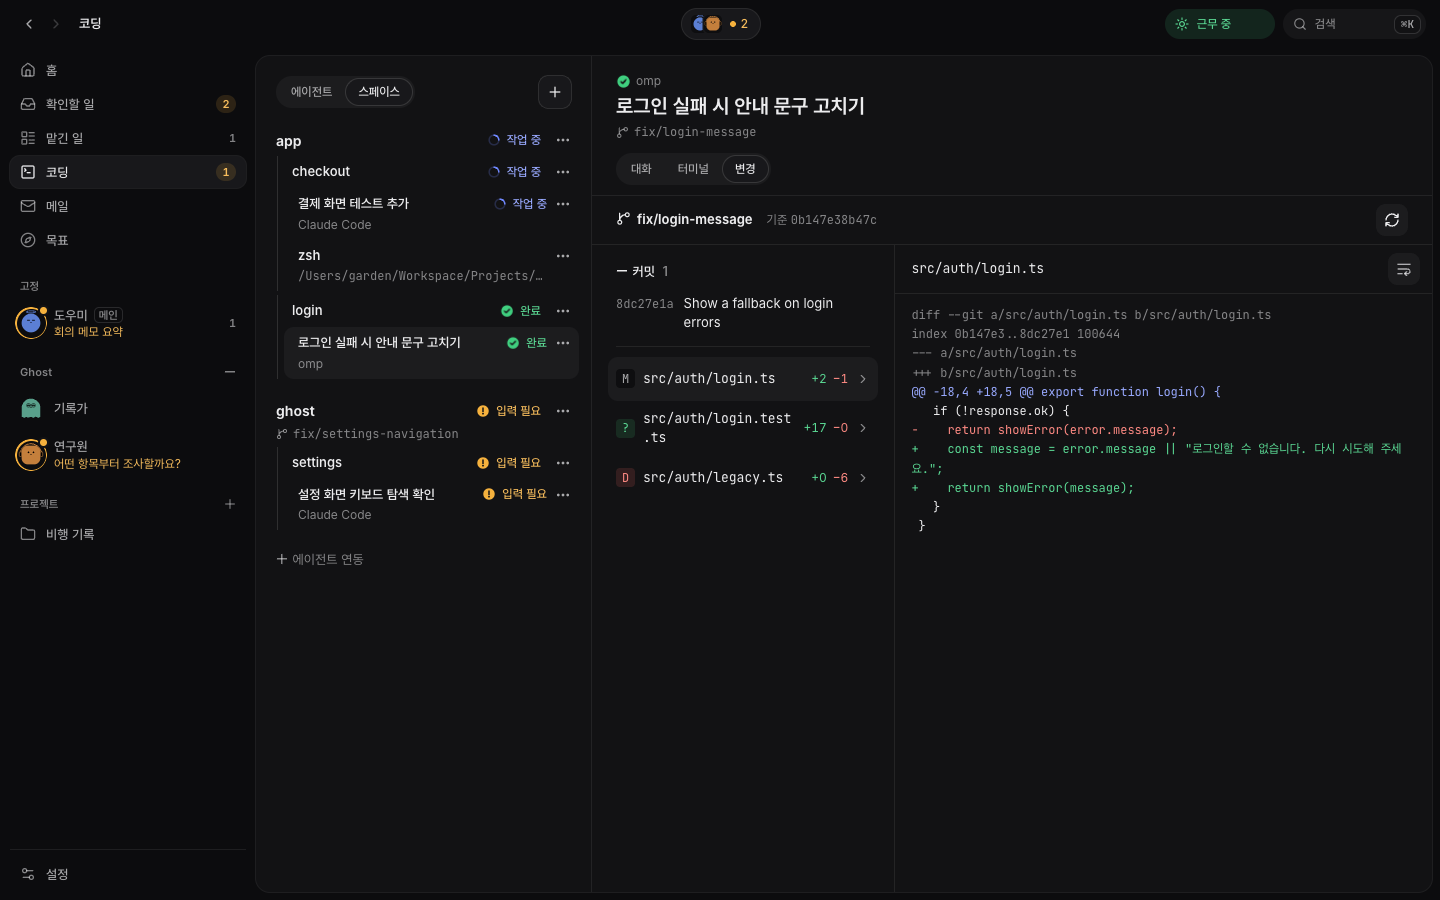 코딩
2
근무 중
검색
⌘K
홈
확인할 일
2
맡긴 일
1
코딩
1
메일
목표
고정
도우미
메인
회의 메모 요약
1
Ghost
기록가
연구원
어떤 항목부터 조사할까요?
프로젝트
비행 기록
설정
에이전트
스페이스
app
작업 중
checkout
작업 중
결제 화면 테스트 추가
작업 중
Claude Code
zsh
/Users/garden/Workspace/Projects/…
login
완료
로그인 실패 시 안내 문구 고치기
완료
omp
ghost
입력 필요
fix/settings-navigation
settings
입력 필요
설정 화면 키보드 탐색 확인
입력 필요
Claude Code
에이전트 연동
omp
로그인 실패 시 안내 문구 고치기
fix/login-message
대화
터미널
변경
fix/login-message
기준 0b147e38b47c
커밋 1
8dc27e1a Show a fallback on login
errors
M src/auth/login.ts +2 −1
? src/auth/login.test
.ts +17 −0
D src/auth/legacy.ts +0 −6
src/auth/login.ts
diff --git a/src/auth/login.ts b/src/auth/login.ts
index 0b147e3..8dc27e1 100644
--- a/src/auth/login.ts
+++ b/src/auth/login.ts
@@ -18,4 +18,5 @@ export function login() {
if (!response.ok) {
- return showError(error.message);
+ const message = error.message || "로그인할 수 없습니다. 다시 시도해 주세
요.";
+ return showError(message);
}
}